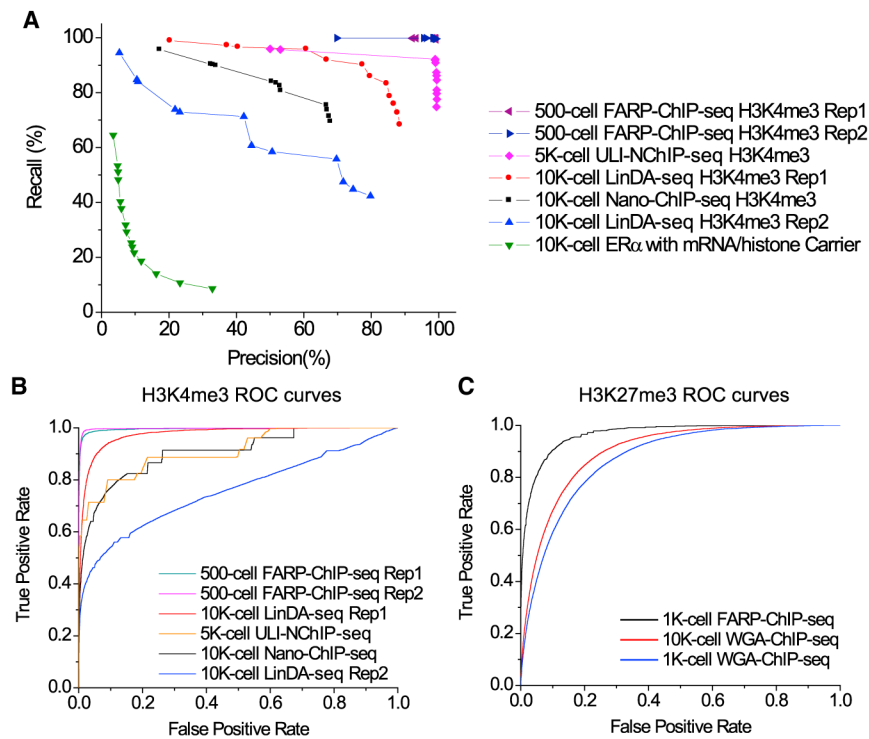 A
Recall (%)
100
80
60
40
20
0
0
20
40
60
80
100
Precision(%)
500-cell FARP-ChIP-seq H3K4me3 Rep1
500-cell FARP-ChIP-seq H3K4me3 Rep2
5K-cell ULI-NChIP-seq H3K4me3
10K-cell LinDA-seq H3K4me3 Rep1
10K-cell Nano-ChIP-seq H3K4me3
10K-cell LinDA-seq H3K4me3 Rep2
10K-cell ERα with mRNA/histone Carrier
B
H3K4me3 ROC curves
True Positive Rate
1.0
0.8
0.6
0.4
0.2
0.0
0.0
0.2
0.4
0.6
0.8
1.0
False Positive Rate
500-cell FARP-ChIP-seq Rep1
500-cell FARP-ChIP-seq Rep2
10K-cell LinDA-seq Rep1
5K-cell ULI-NChIP-seq
10K-cell Nano-ChIP-seq
10K-cell LinDA-seq Rep2
C
H3K27me3 ROC curves
True Positive Rate
1.0
0.8
0.6
0.4
0.2
0.0
0.0
0.2
0.4
0.6
0.8
1.0
False Positive Rate
1K-cell FARP-ChIP-seq
10K-cell WGA-ChIP-seq
1K-cell WGA-ChIP-seq